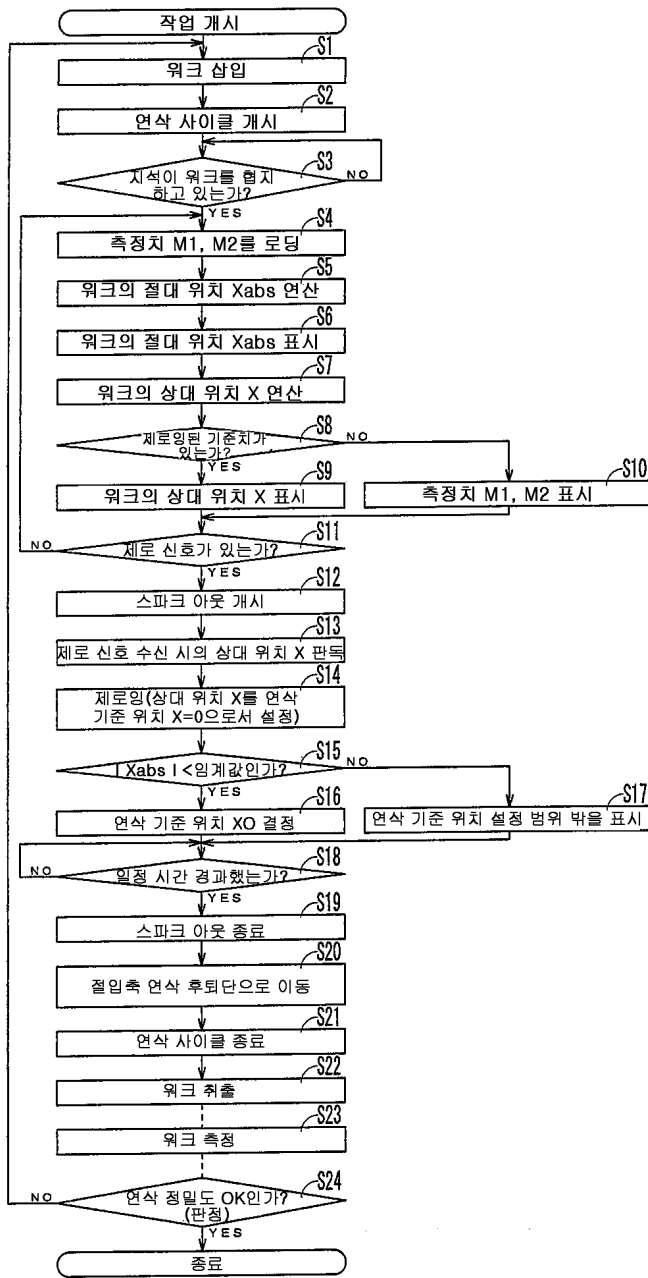 작업 개시
S1
워크 삽입
S2
연삭 사이클 개시
S3
지석이 워크를 협지
하고 있는가?
NO
YES
S4
측정치 M1, M2를 로딩
S5
워크의 절대 위치 Xabs 연산
S6
워크의 절대 위치 Xabs 표시
S7
워크의 상대 위치 X 연산
S8
제로잉된 기준치가
있는가?
NO
YES
S9
워크의 상대 위치 X 표시
S10
측정치 M1, M2 표시
S11
제로 신호가 있는가?
NO
YES
S12
스파크 아웃 개시
S13
제로 신호 수신 시의 상대 위치 X 판독
S14
제로잉(상대 위치 X를 연삭
기준 위치 X=0으로서 설정)
S15
| Xabs | <임계값인가?
NO
YES
S16
연삭 기준 위치 XO 결정
S17
연삭 기준 위치 설정 범위 밖을 표시
S18
일정 시간 경과했는가?
NO
YES
S19
스파크 아웃 종료
S20
절입축 연삭 후퇴단으로 이동
S21
연삭 사이클 종료
S22
워크 취출
S23
워크 측정
S24
연삭 정밀도 OK인가?
(판정)
NO
YES
종료